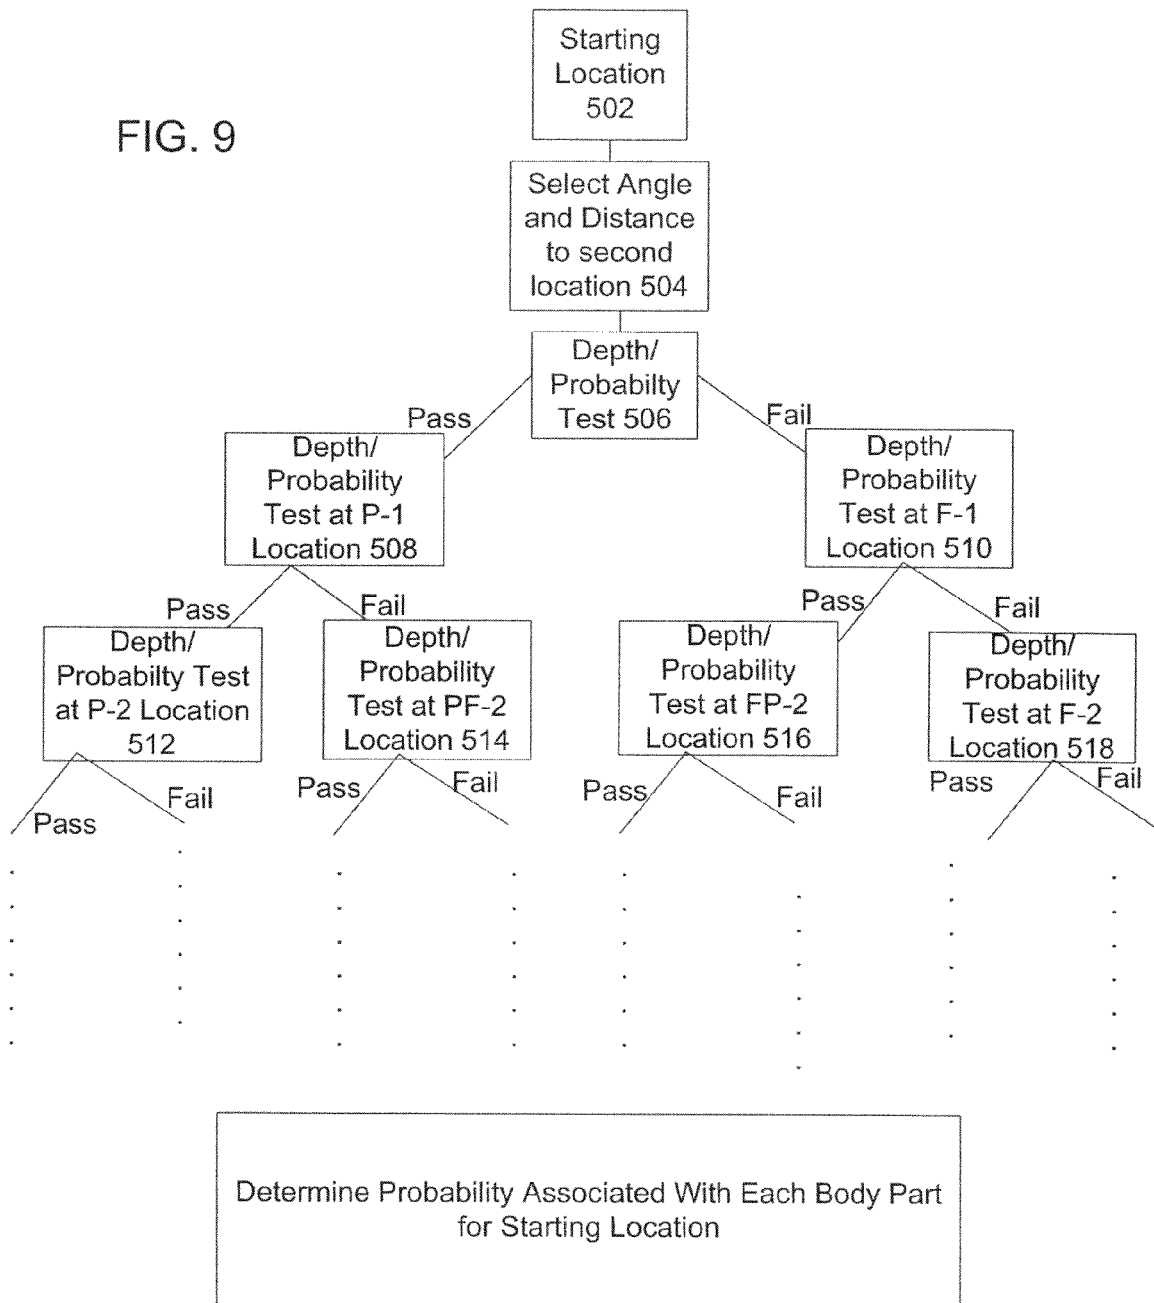 FIG. 9
Starting
Location
502
Select Angle
and Distance
to second
location 504
Depth/
Probabilty
Test 506
Pass
Fail
Depth/
Probability
Test at P-1
Location 508
Depth/
Probability
Test at F-1
Location 510
Pass
Fail
Pass
Fail
Depth/
Probabilty Test
at P-2 Location
512
Depth/
Probability
Test at PF-2
Location 514
Depth/
Probability
Test at FP-2
Location 516
Depth/
Probability
Test at F-2
Location 518
Pass
Fail
Pass
Fail
Pass
Fail
Pass
Fail
Determine Probability Associated With Each Body Part
for Starting Location